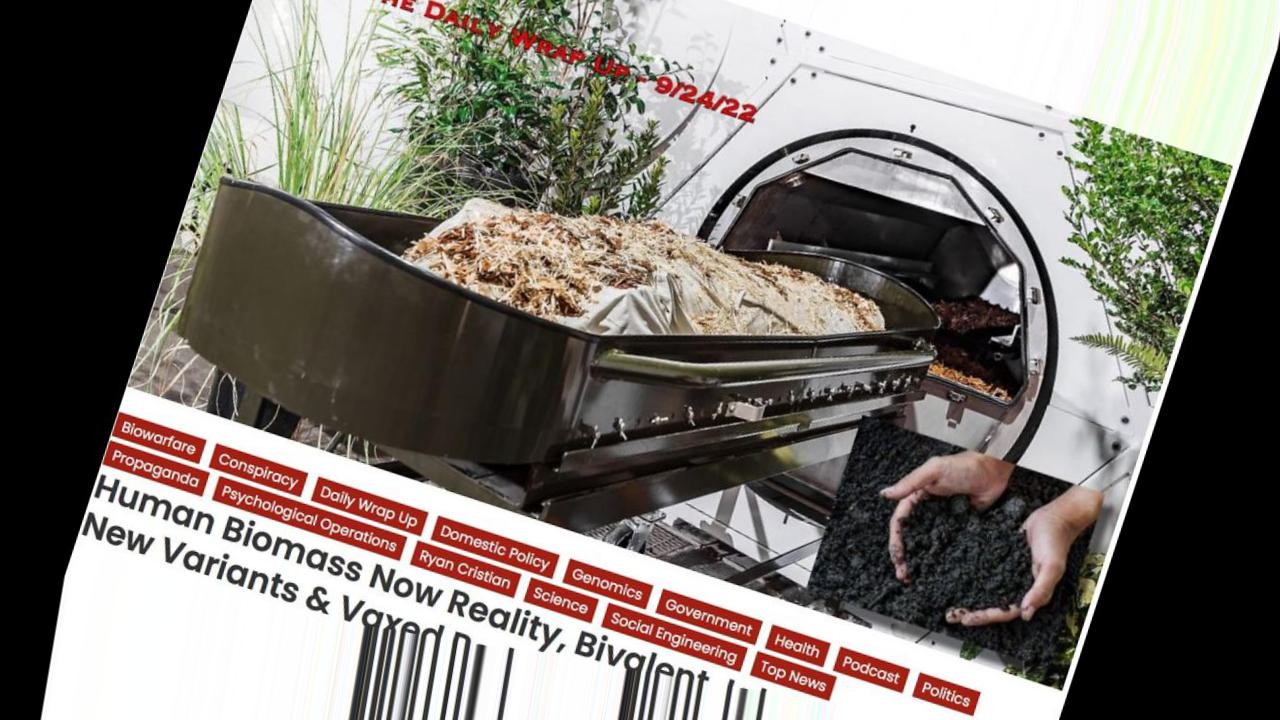 THE DAILY WRAP UP - 9/24/22
Biowarfare Conspiracy Daily Wrap Up Domestic Policy Genomics Government Health Podcast Politics
Propaganda Psychological Operations Ryan Cristian Science Social Engineering Top News
Human Biomass Now Reality, Bivalent
New Variants & Vaxed